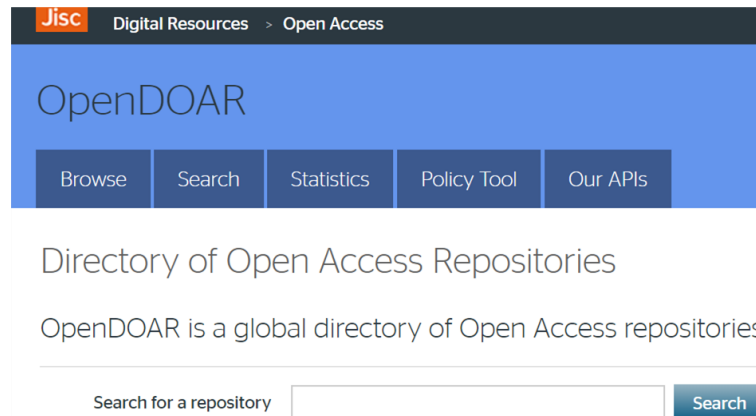 Jisc Digital Resources > Open Access
OpenDOAR
Browse Search Statistics Policy Tool Our APIs
Directory of Open Access Repositories
OpenDOAR is a global directory of Open Access repositories
Search for a repository Search